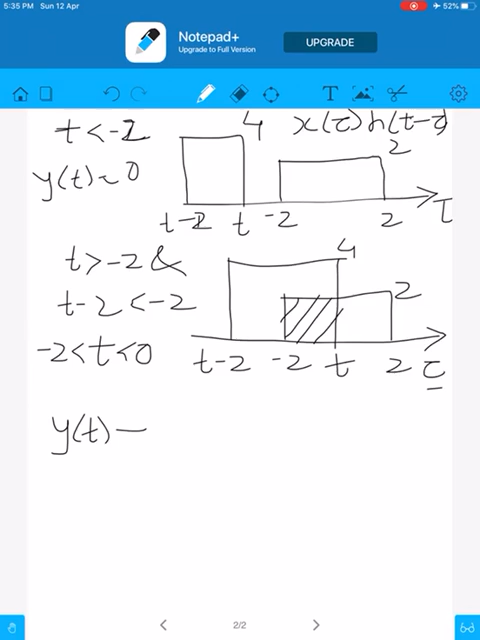 5:35 PM Sun 12 Apr 52%
Notepad+
Upgrade to Full Version
UPGRADE
T
t<-2 4 x(τ)h(t-τ)
y(t)=0 2
t-2 t -2 2 τ
t>-2 & 4
t-2<-2 2
-2<t<0
t-2 -2 t 2 τ
y(t) —
2/2